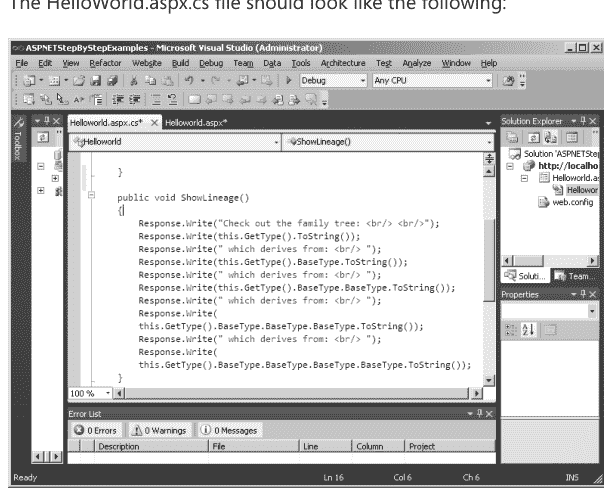 The HelloWorld.aspx.cs file should look like the following:
ASPNETStepByStepExamples - Microsoft Visual Studio (Administrator)
File Edit View Refactor Website Build Debug Team Data Tools Architecture Test Analyze Window Help
Debug Any CPU
Helloworld.aspx.cs* Helloworld.aspx*
Helloworld ShowLineage()
Toolbox
}
public void ShowLineage()
{
Response.Write("Check out the family tree: <br/> <br/>");
Response.Write(this.GetType().ToString());
Response.Write(" which derives from: <br/> ");
Response.Write(this.GetType().BaseType.ToString());
Response.Write(" which derives from: <br/> ");
Response.Write(this.GetType().BaseType.BaseType.ToString());
Response.Write(" which derives from: <br/> ");
Response.Write(
this.GetType().BaseType.BaseType.BaseType.ToString());
Response.Write(" which derives from: <br/> ");
Response.Write(
this.GetType().BaseType.BaseType.BaseType.BaseType.ToString());
}
100 %
Solution Explorer
Solution 'ASPNETStep
http://localho
Helloworld.as
Hellowor
web.config
Soluti... Team...
Properties
Error List
0 Errors 0 Warnings 0 Messages
Description File Line Column Project
Ready Ln 16 Col 6 Ch 6 INS